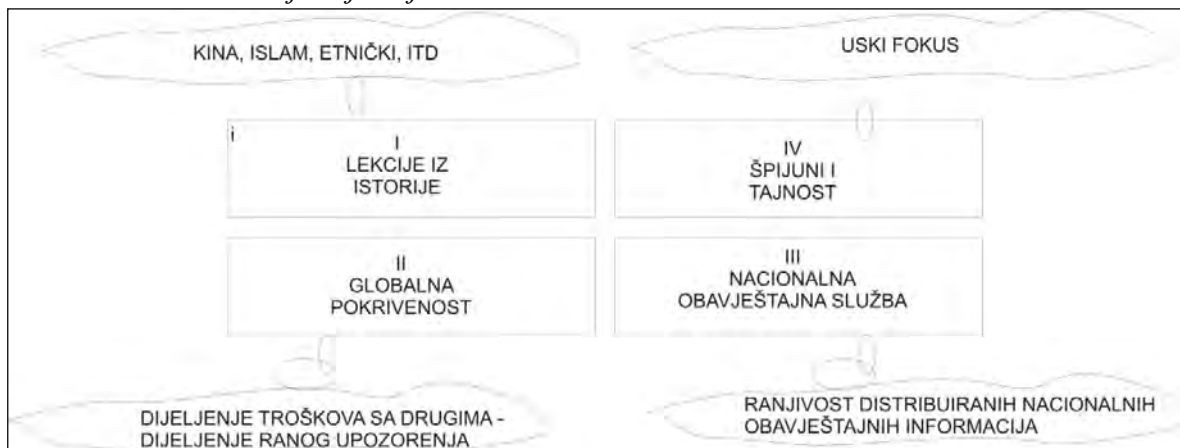 KINA, ISLAM, ETNIČKI, ITD
USKI FOKUS
i
I
LEKCIJE IZ
ISTORIJE
IV
ŠPIJUNI I
TAJNOST
II
GLOBALNA
POKRIVENOST
III
NACIONALNA
OBAVJEŠTAJNA SLUŽBA
DIJELJENJE TROŠKOVA SA DRUGIMA -
DIJELJENJE RANOG UPOZORENJA
RANJIVOST DISTRIBUIRANIH NACIONALNIH
OBAVJEŠTAJNIH INFORMACIJA